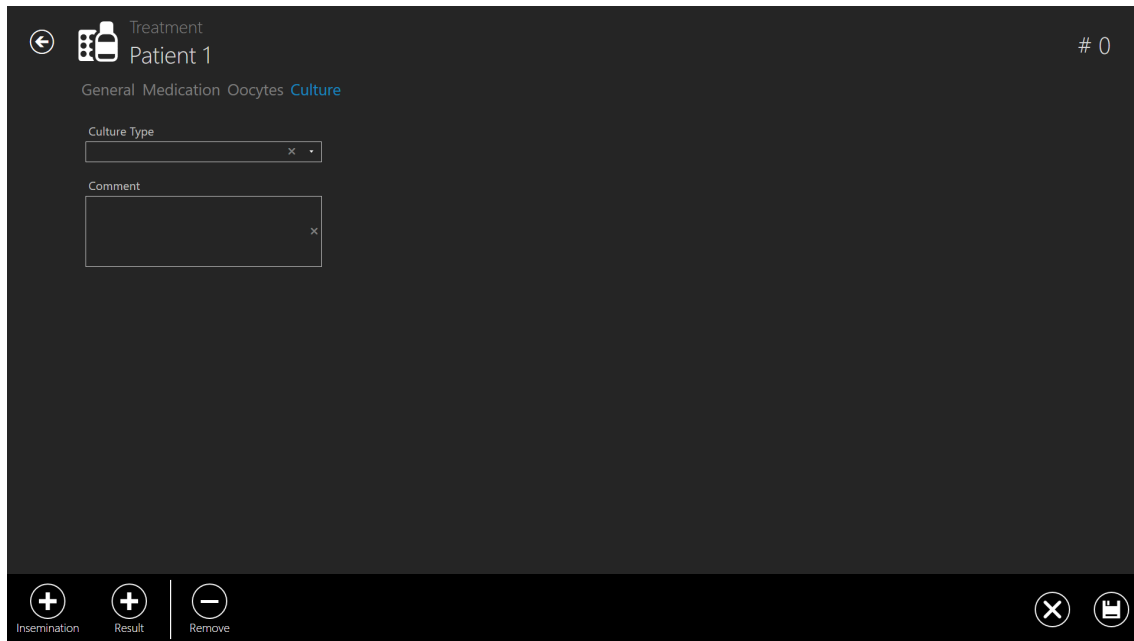 Treatment
Patient 1
# 0
General Medication Oocytes Culture
Culture Type
Comment
Insemination Result Remove